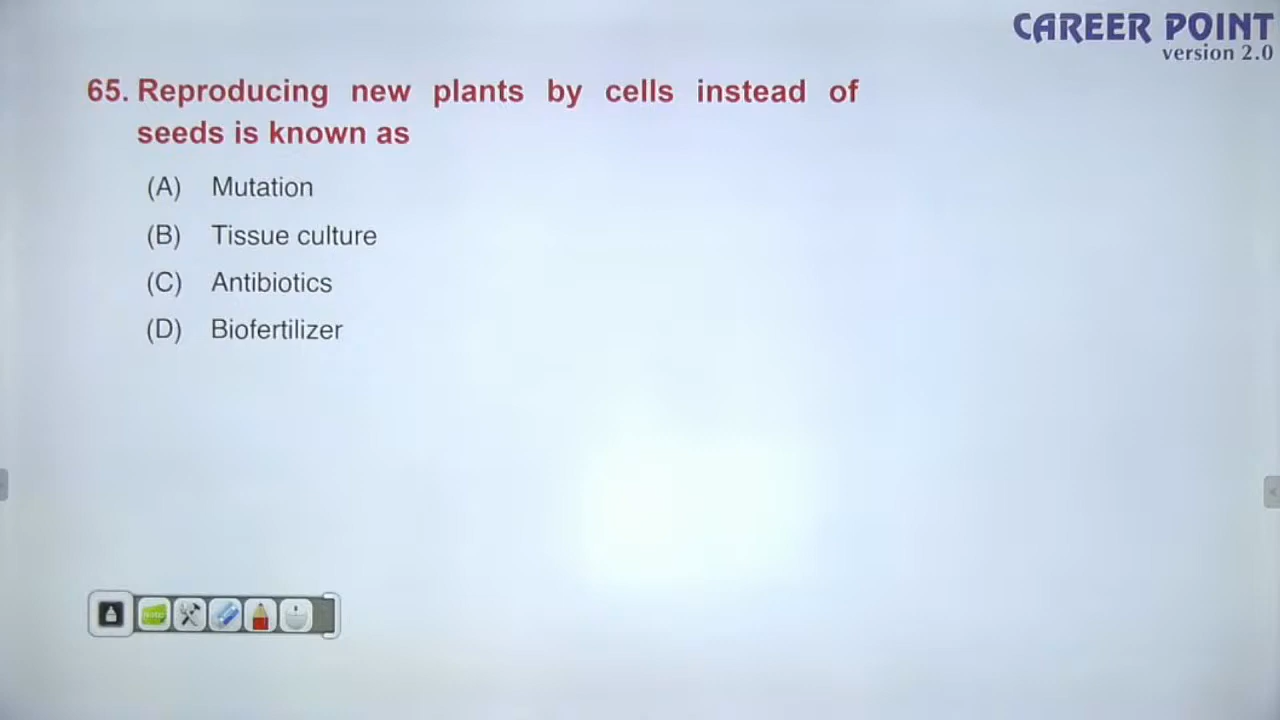 CAREER POINT
version 2.0
65. Reproducing new plants by cells instead of
seeds is known as
(A) Mutation
(B) Tissue culture
(C) Antibiotics
(D) Biofertilizer